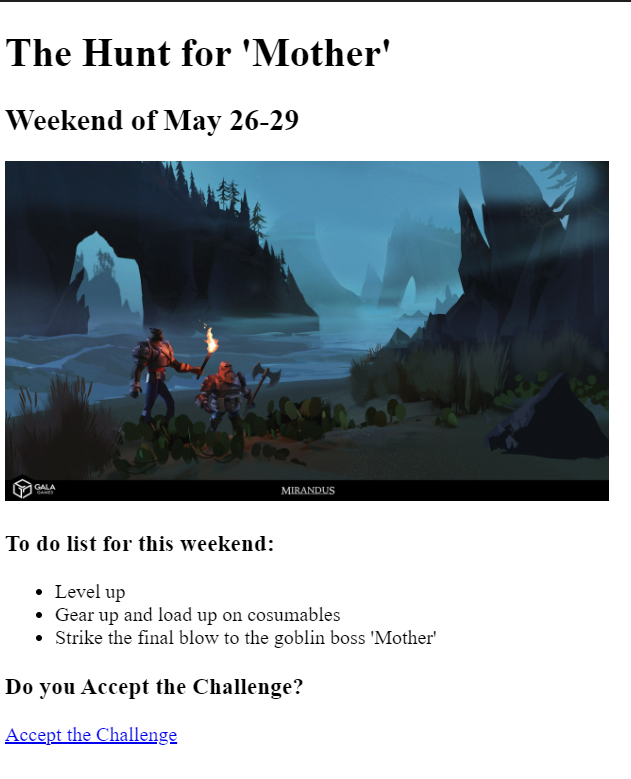 The Hunt for 'Mother'
Weekend of May 26-29
GALA
GAMES
MIRANDUS
To do list for this weekend:
Level up
Gear up and load up on cosumables
Strike the final blow to the goblin boss 'Mother'
Do you Accept the Challenge?
Accept the Challenge